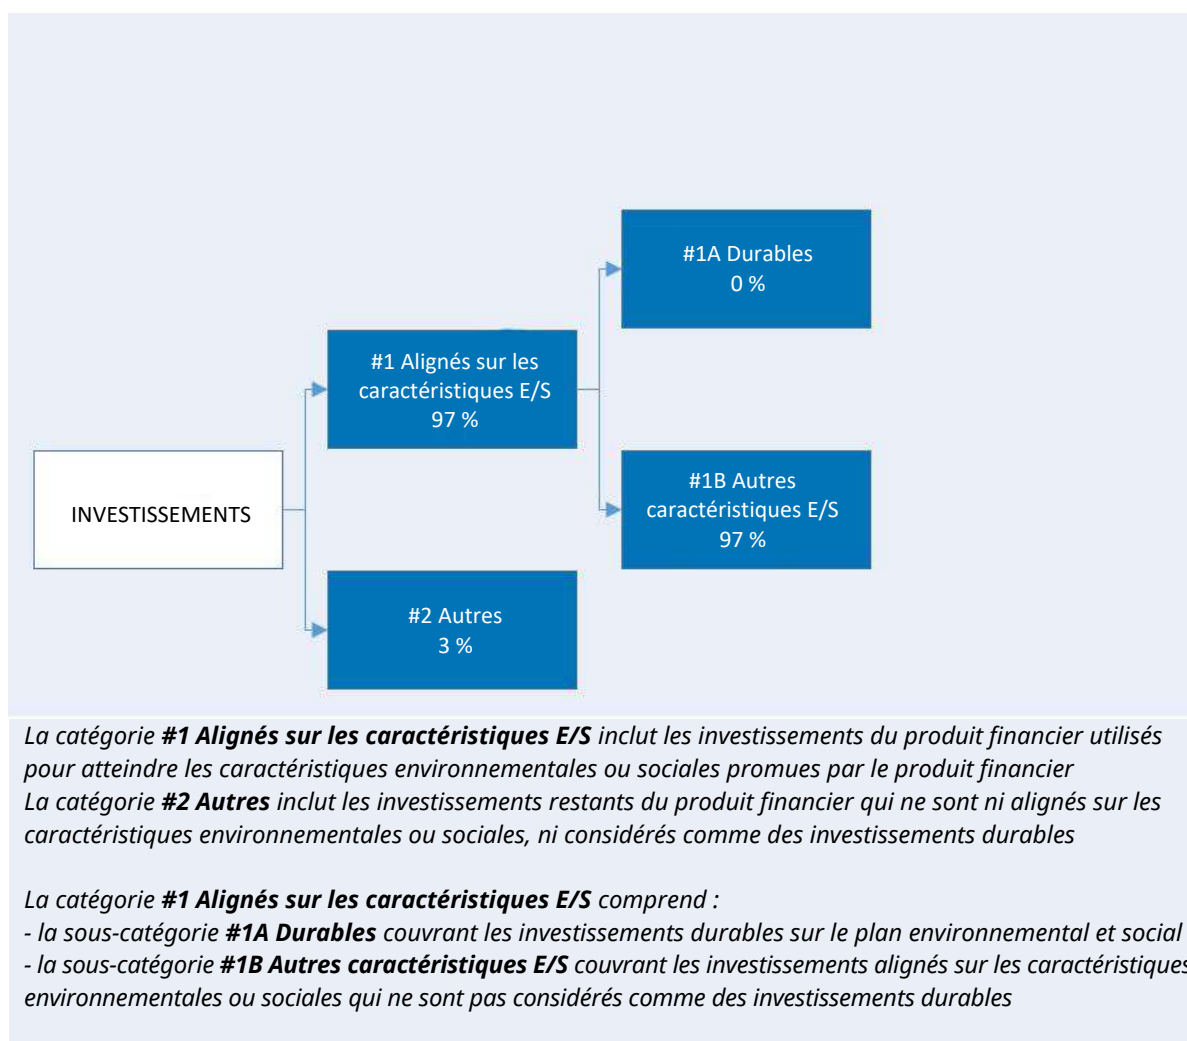 #1A Durables
0 %
#1 Alignés sur les
caractéristiques E/S
97 %
#1B Autres
caractéristiques E/S
97 %
INVESTISSEMENTS
#2 Autres
3 %
La catégorie #1 Alignés sur les caractéristiques E/S inclut les investissements du produit financier utilisés
pour atteindre les caractéristiques environnementales ou sociales promues par le produit financier
La catégorie #2 Autres inclut les investissements restants du produit financier qui ne sont ni alignés sur les
caractéristiques environnementales ou sociales, ni considérés comme des investissements durables
La catégorie #1 Alignés sur les caractéristiques E/S comprend :
- la sous-catégorie #1A Durables couvrant les investissements durables sur le plan environnemental et social
- la sous-catégorie #1B Autres caractéristiques E/S couvrant les investissements alignés sur les caractéristiques
environnementales ou sociales qui ne sont pas considérés comme des investissements durables